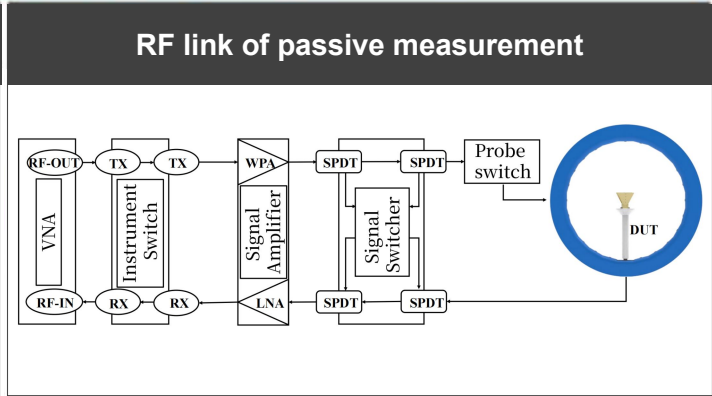 RF link of passive measurement
RF-OUT
TX
TX
WPA
SPDT
SPDT
Probe
switch
VNA
Instrument
Switch
Signal
Amplifier
Signal
Switcher
DUT
RF-IN
RX
RX
LNA
SPDT
SPDT